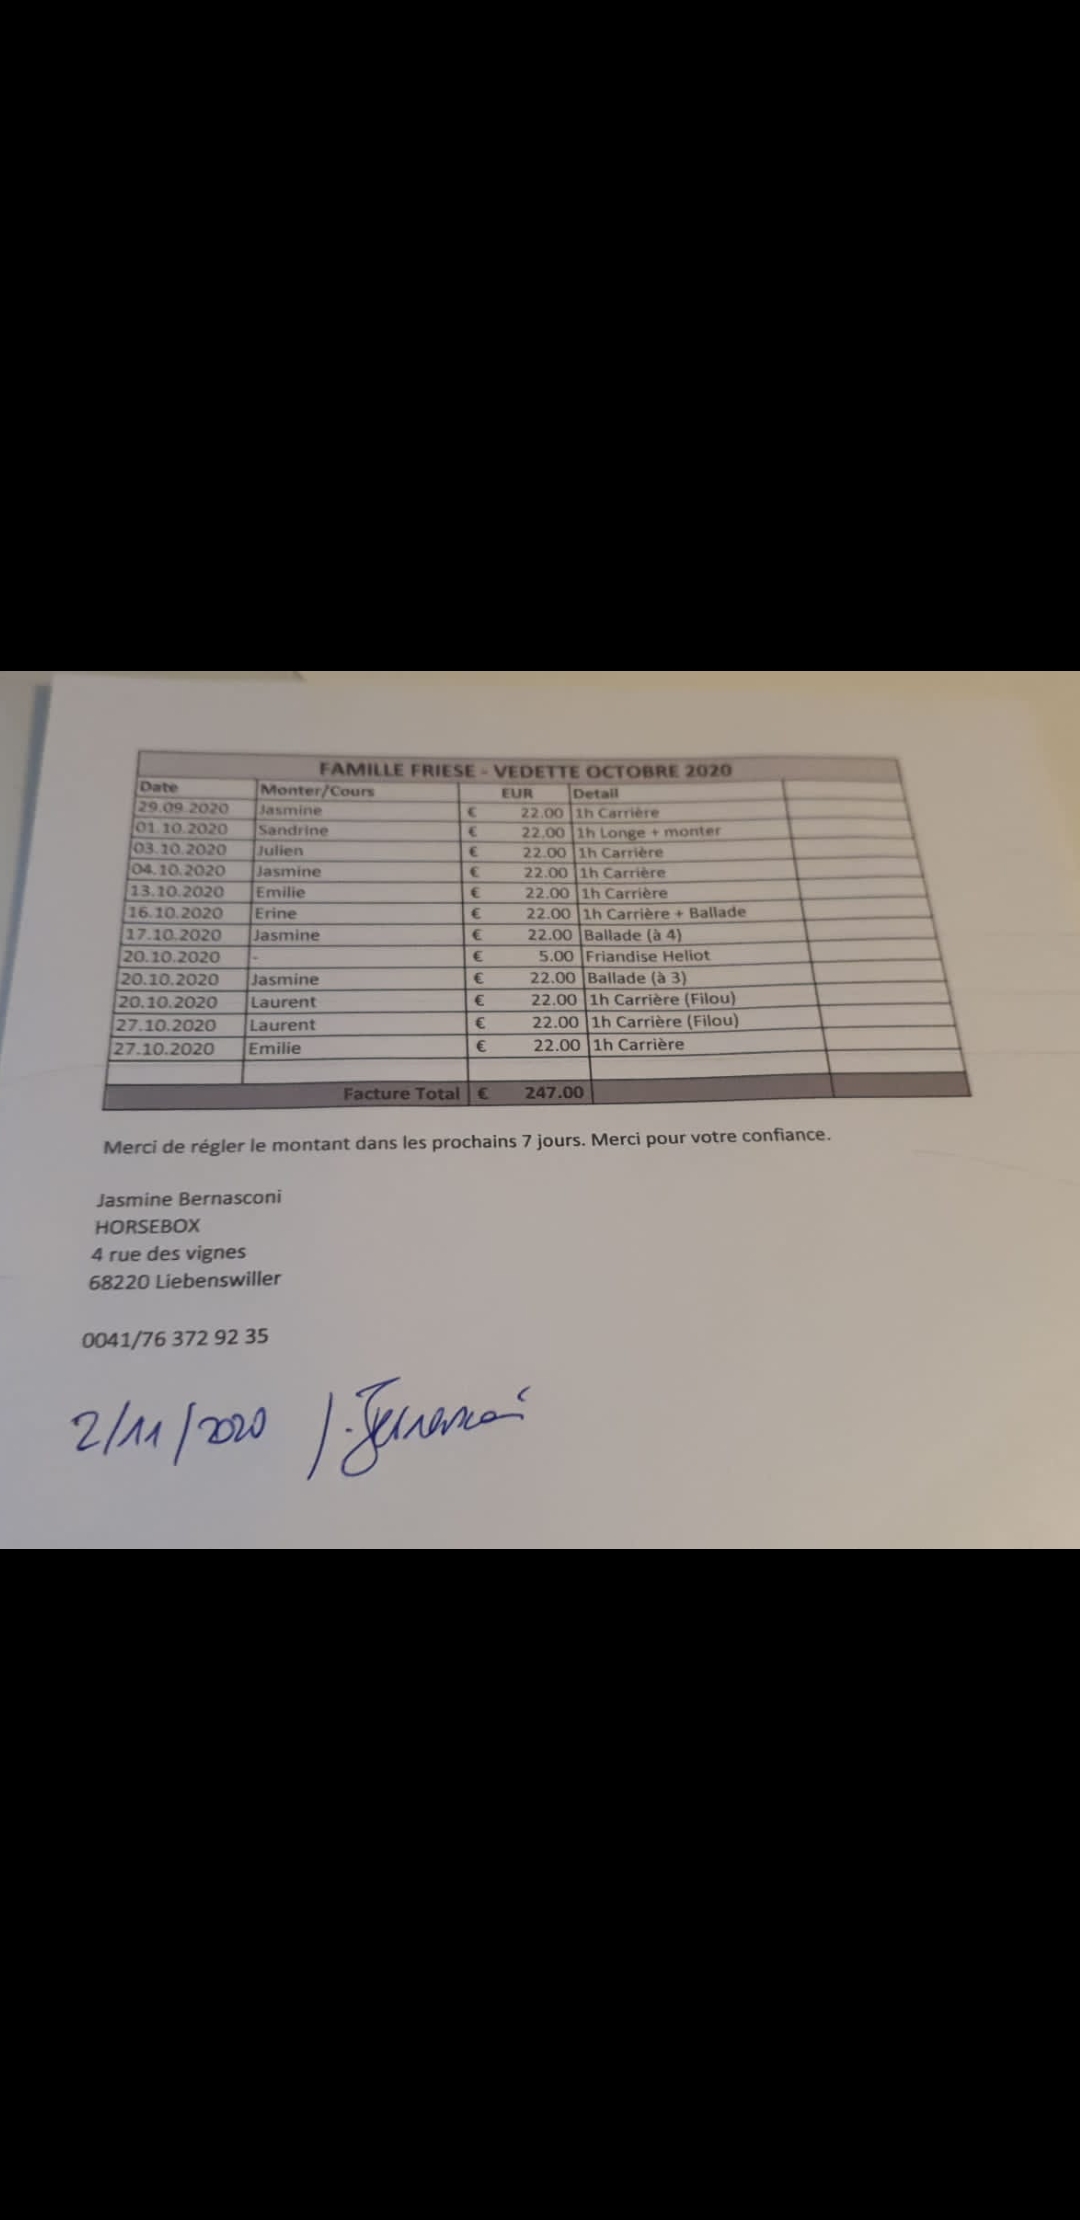 FAMILLE FRIESE - VEDETTE OCTOBRE 2020
Date Monter/Cours EUR Detail
29.09.2020 Jasmine € 22.00 1h Carrière
01.10.2020 Sandrine € 22.00 1h Longe + monter
03.10.2020 Julien € 22.00 1h Carrière
04.10.2020 Jasmine € 22.00 1h Carrière
13.10.2020 Emilie € 22.00 1h Carrière
16.10.2020 Erine € 22.00 1h Carrière + Ballade
17.10.2020 Jasmine € 22.00 Ballade (à 4)
20.10.2020 - € 5.00 Friandise Heliot
20.10.2020 Jasmine € 22.00 Ballade (à 3)
20.10.2020 Laurent € 22.00 1h Carrière (Filou)
27.10.2020 Laurent € 22.00 1h Carrière (Filou)
27.10.2020 Emilie € 22.00 1h Carrière
Facture Total € 247.00
Merci de régler le montant dans les prochains 7 jours. Merci pour votre confiance.
Jasmine Bernasconi
HORSEBOX
4 rue des vignes
68220 Liebenswiller
0041/76 372 92 35
2/11/2020